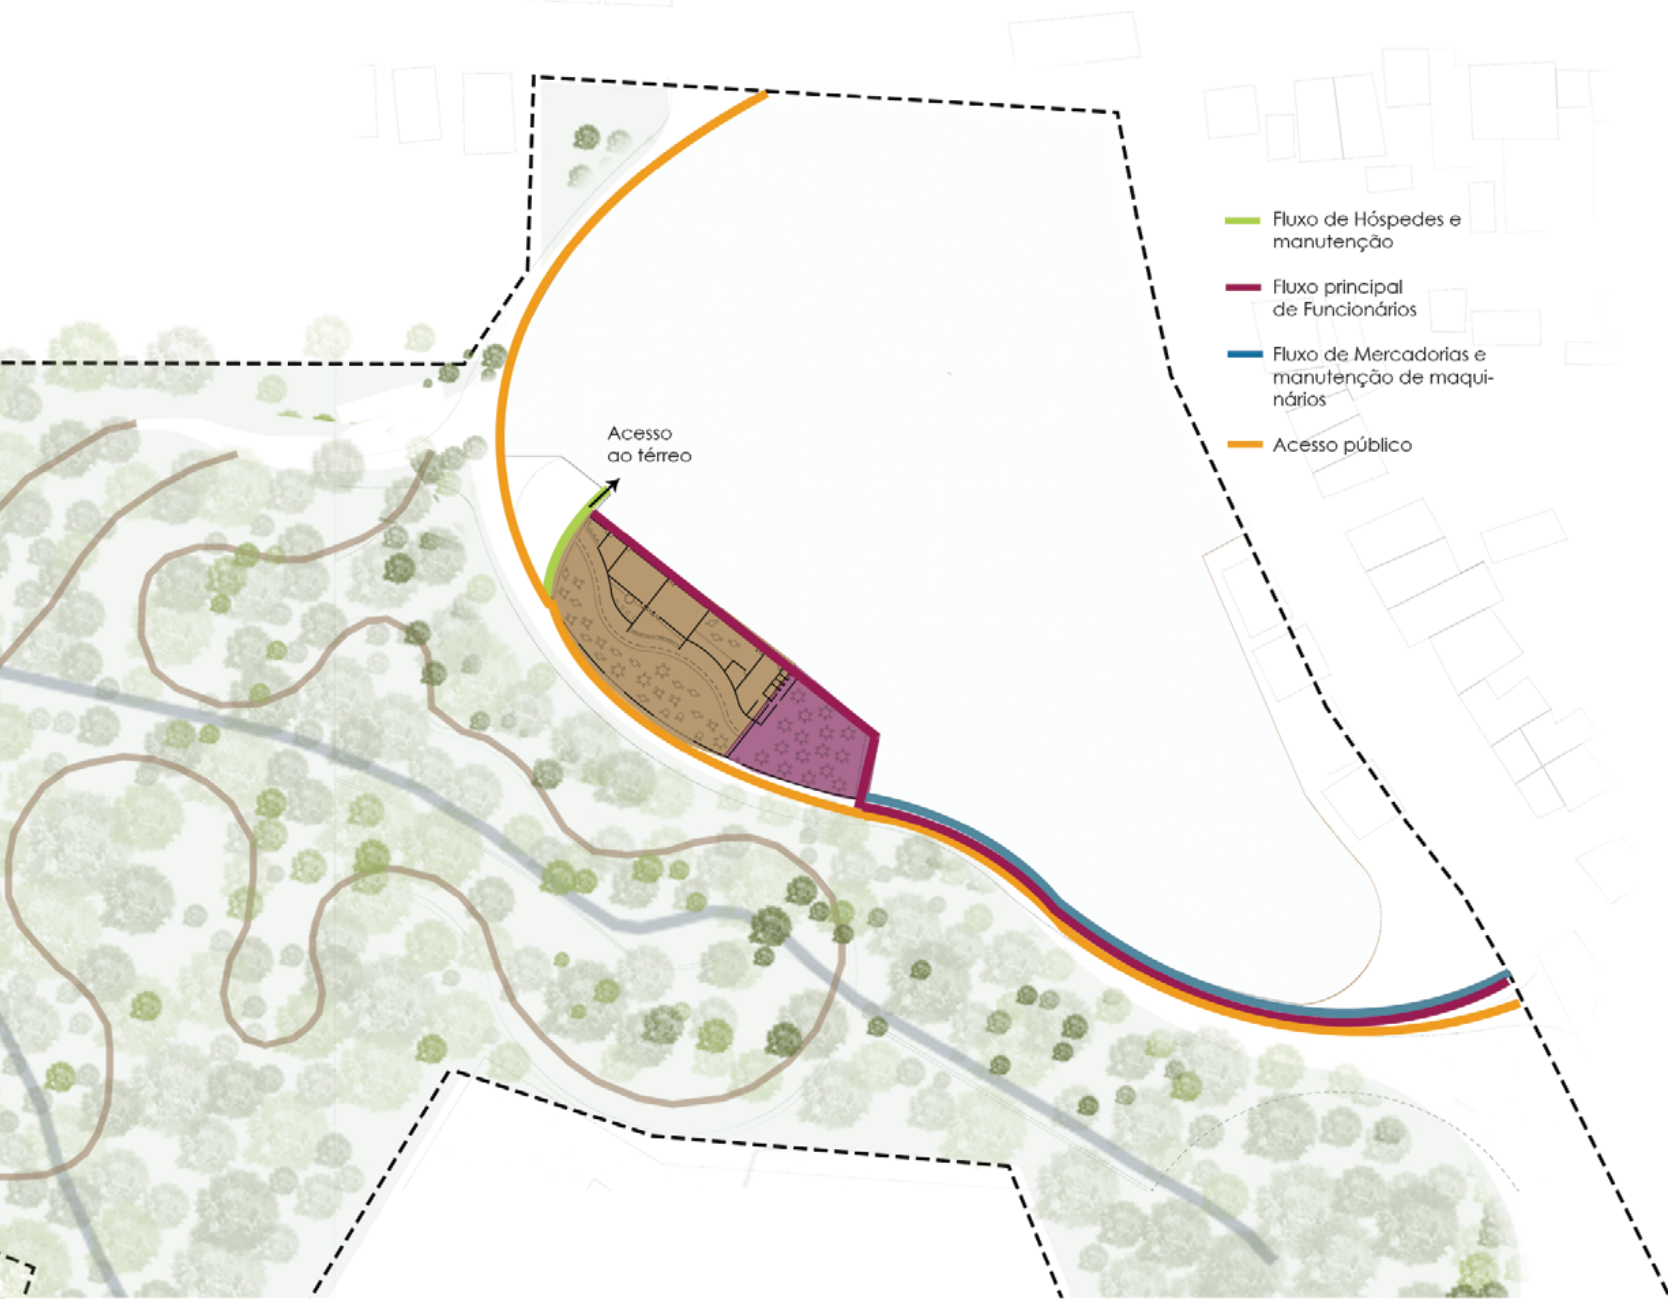 Fluxo de Hóspedes e
manutenção
Fluxo principal
de Funcionários
Fluxo de Mercadorias e
manutenção de maqui-
nários
Acesso público
Acesso
ao térreo